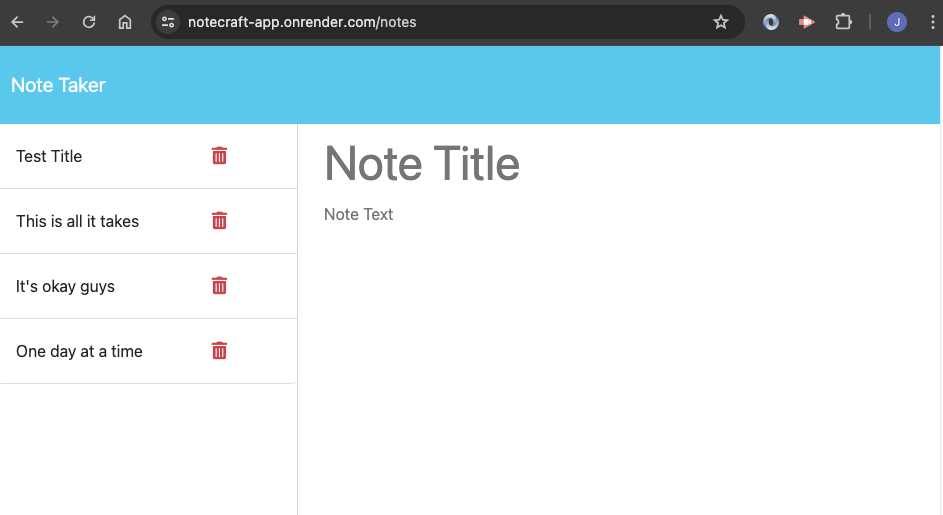 notecraft-app.onrender.com/notes
J
Note Taker
Test Title
This is all it takes
It's okay guys
One day at a time
Note Title
Note Text